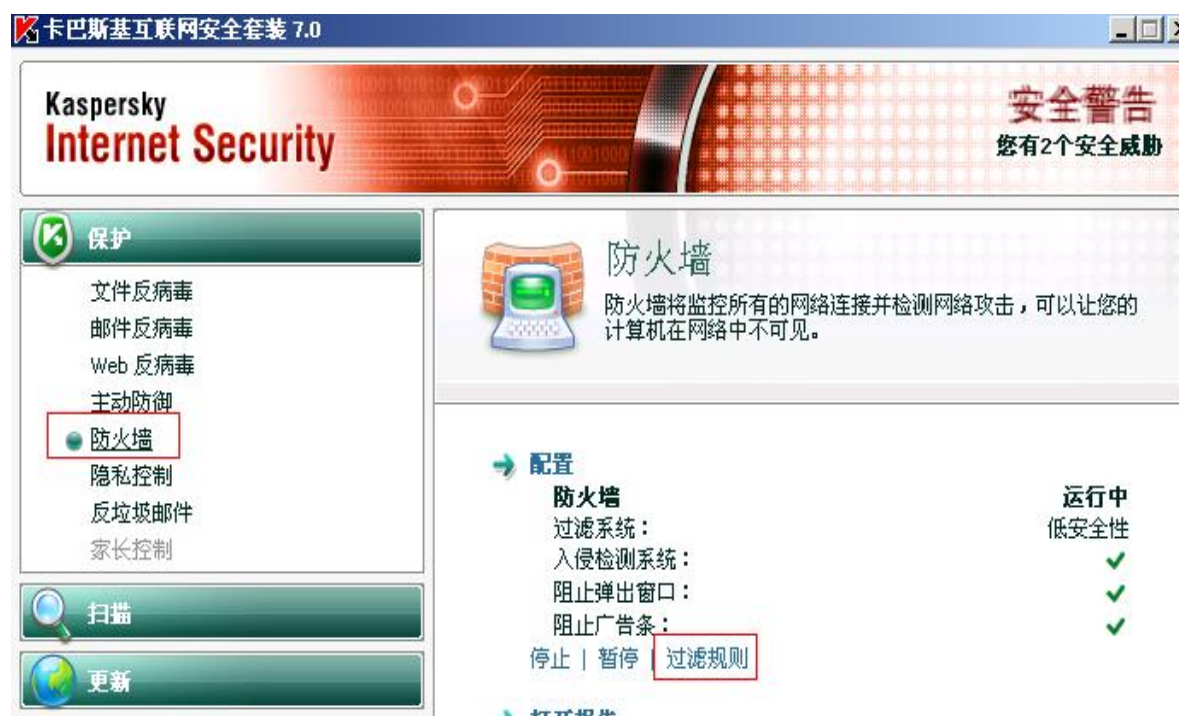 卡巴斯基互联网安全套装 7.0
Kaspersky
Internet Security
安全警告
您有2个安全威胁
保护
文件反病毒
邮件反病毒
Web 反病毒
主动防御
防火墙
隐私控制
反垃圾邮件
家长控制
扫描
更新
防火墙
防火墙将监控所有的网络连接并检测网络攻击，可以让您的
计算机在网络中不可见。
配置
防火墙 运行中
过滤系统： 低安全性
入侵检测系统：
阻止弹出窗口：
阻止广告条：
停止 | 暂停 | 过滤规则
打开报告